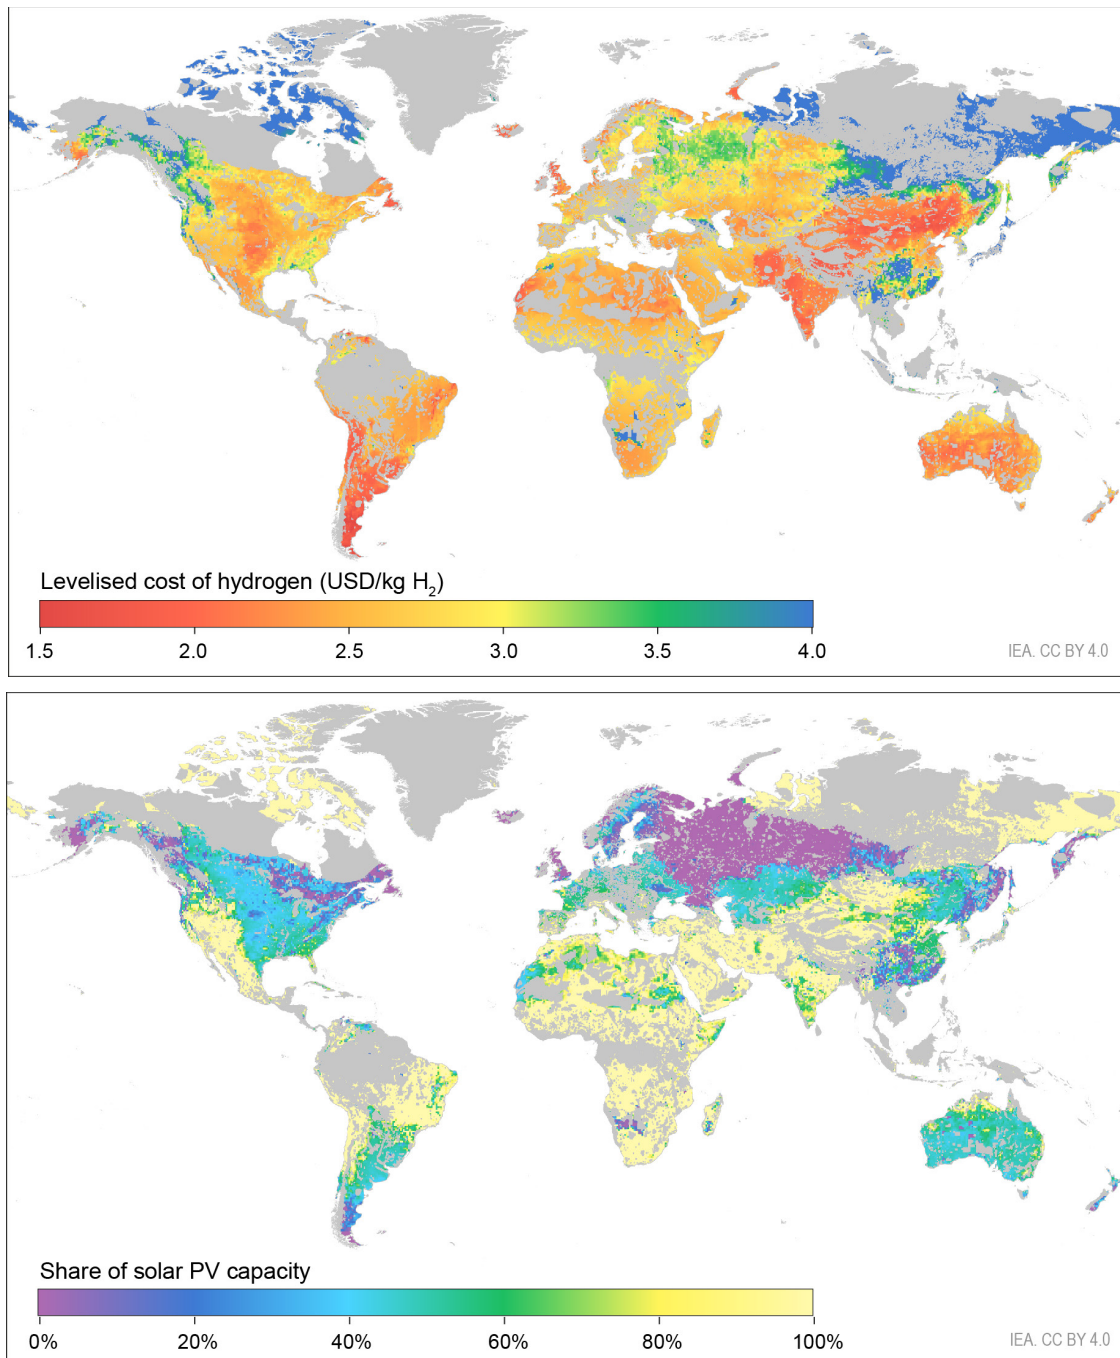 Levelised cost of hydrogen (USD/kg H₂)
1.5 2.0 2.5 3.0 3.5 4.0
IEA. CC BY 4.0
Share of solar PV capacity
0% 20% 40% 60% 80% 100%
IEA. CC BY 4.0